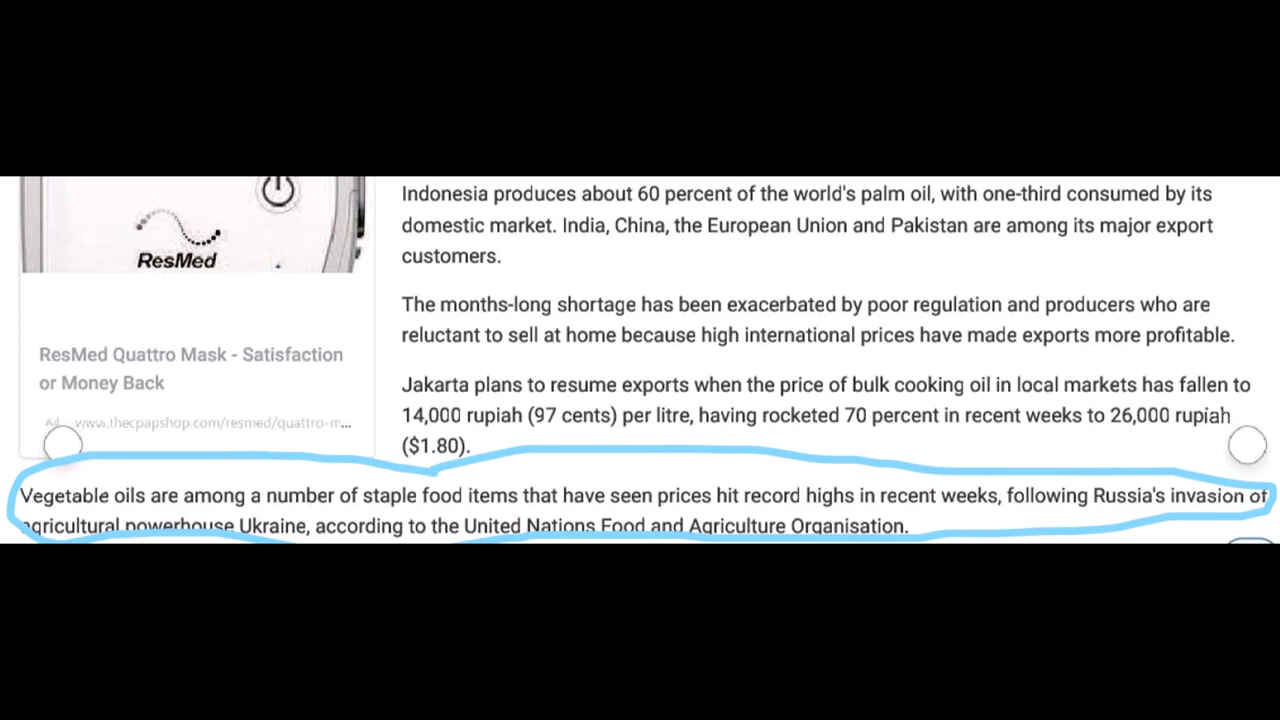 ResMed
ResMed Quattro Mask - Satisfaction
or Money Back
Ad www.thecpapshop.com/resmed/quattro-m...
Indonesia produces about 60 percent of the world's palm oil, with one-third consumed by its
domestic market. India, China, the European Union and Pakistan are among its major export
customers.
The months-long shortage has been exacerbated by poor regulation and producers who are
reluctant to sell at home because high international prices have made exports more profitable.
Jakarta plans to resume exports when the price of bulk cooking oil in local markets has fallen to
14,000 rupiah (97 cents) per litre, having rocketed 70 percent in recent weeks to 26,000 rupiah
($1.80).
Vegetable oils are among a number of staple food items that have seen prices hit record highs in recent weeks, following Russia's invasion of
agricultural powerhouse Ukraine, according to the United Nations Food and Agriculture Organisation.